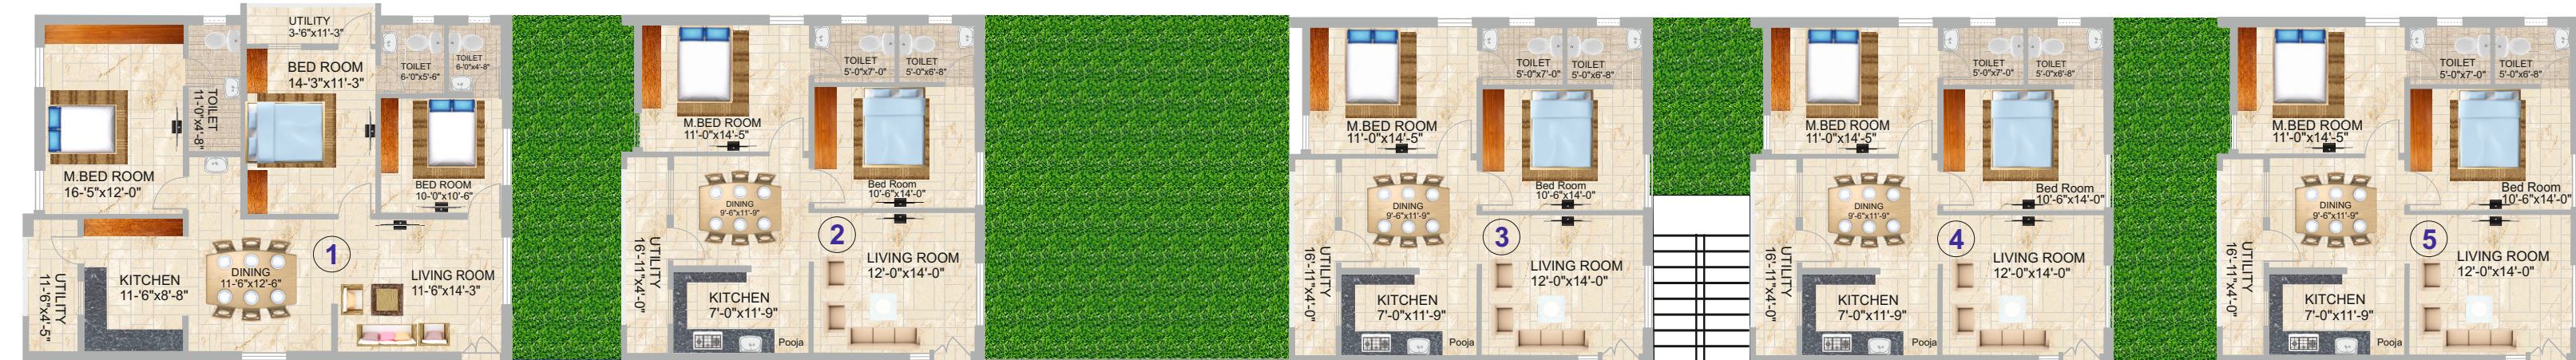 UTILITY
3-'6"x11'-3"
BED ROOM
14-'3"x11'-3"
TOILET
6-'0"x5'-6"
TOILET
6-'0"x4'-8"
TOILET
11-'0"x4'-8"
M.BED ROOM
16-'5"x12'-0"
BED ROOM
10-'0"x10'-6"
1
UTILITY
11-'6"x4'-5"
KITCHEN
11-'6"x8'-8"
DINING
11-'6"x12'-6"
LIVING ROOM
11-'6"x14'-3"
TOILET
5'-0"x7'-0"
TOILET
5'-0"x6'-8"
M.BED ROOM
11'-0"x14'-5"
Bed Room
10'-6"x14'-0"
DINING
9'-6"x11'-9"
2
UTILITY
16'-11"x4'-0"
LIVING ROOM
12'-0"x14'-0"
KITCHEN
7'-0"x11'-9"
Pooja
TOILET
5'-0"x7'-0"
TOILET
5'-0"x6'-8"
M.BED ROOM
11'-0"x14'-5"
Bed Room
10'-6"x14'-0"
DINING
9'-6"x11'-9"
3
UTILITY
16'-11"x4'-0"
LIVING ROOM
12'-0"x14'-0"
KITCHEN
7'-0"x11'-9"
Pooja
TOILET
5'-0"x7'-0"
TOILET
5'-0"x6'-8"
M.BED ROOM
11'-0"x14'-5"
Bed Room
10'-6"x14'-0"
DINING
9'-6"x11'-9"
4
UTILITY
16'-11"x4'-0"
LIVING ROOM
12'-0"x14'-0"
KITCHEN
7'-0"x11'-9"
Pooja
TOILET
5'-0"x7'-0"
TOILET
5'-0"x6'-8"
M.BED ROOM
11'-0"x14'-5"
Bed Room
10'-6"x14'-0"
DINING
9'-6"x11'-9"
5
UTILITY
16'-11"x4'-0"
LIVING ROOM
12'-0"x14'-0"
KITCHEN
7'-0"x11'-9"
Pooja